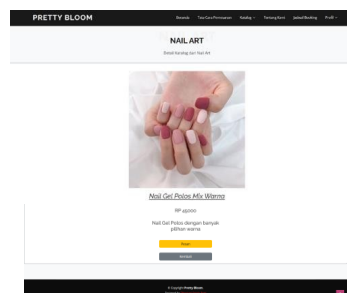 PRETTY BLOOM
Beranda Tata Cara Pemesanan Katalog Tentang Kami Jadwal Booking Profil
NAIL ART
Detail Katalog dari Nail Art
Nail Gel Polos Mix Warna
RP 45000
Nail Gel Polos dengan banyak
pilihan warna
Pesan
Kembali
© Copyright Pretty Bloom